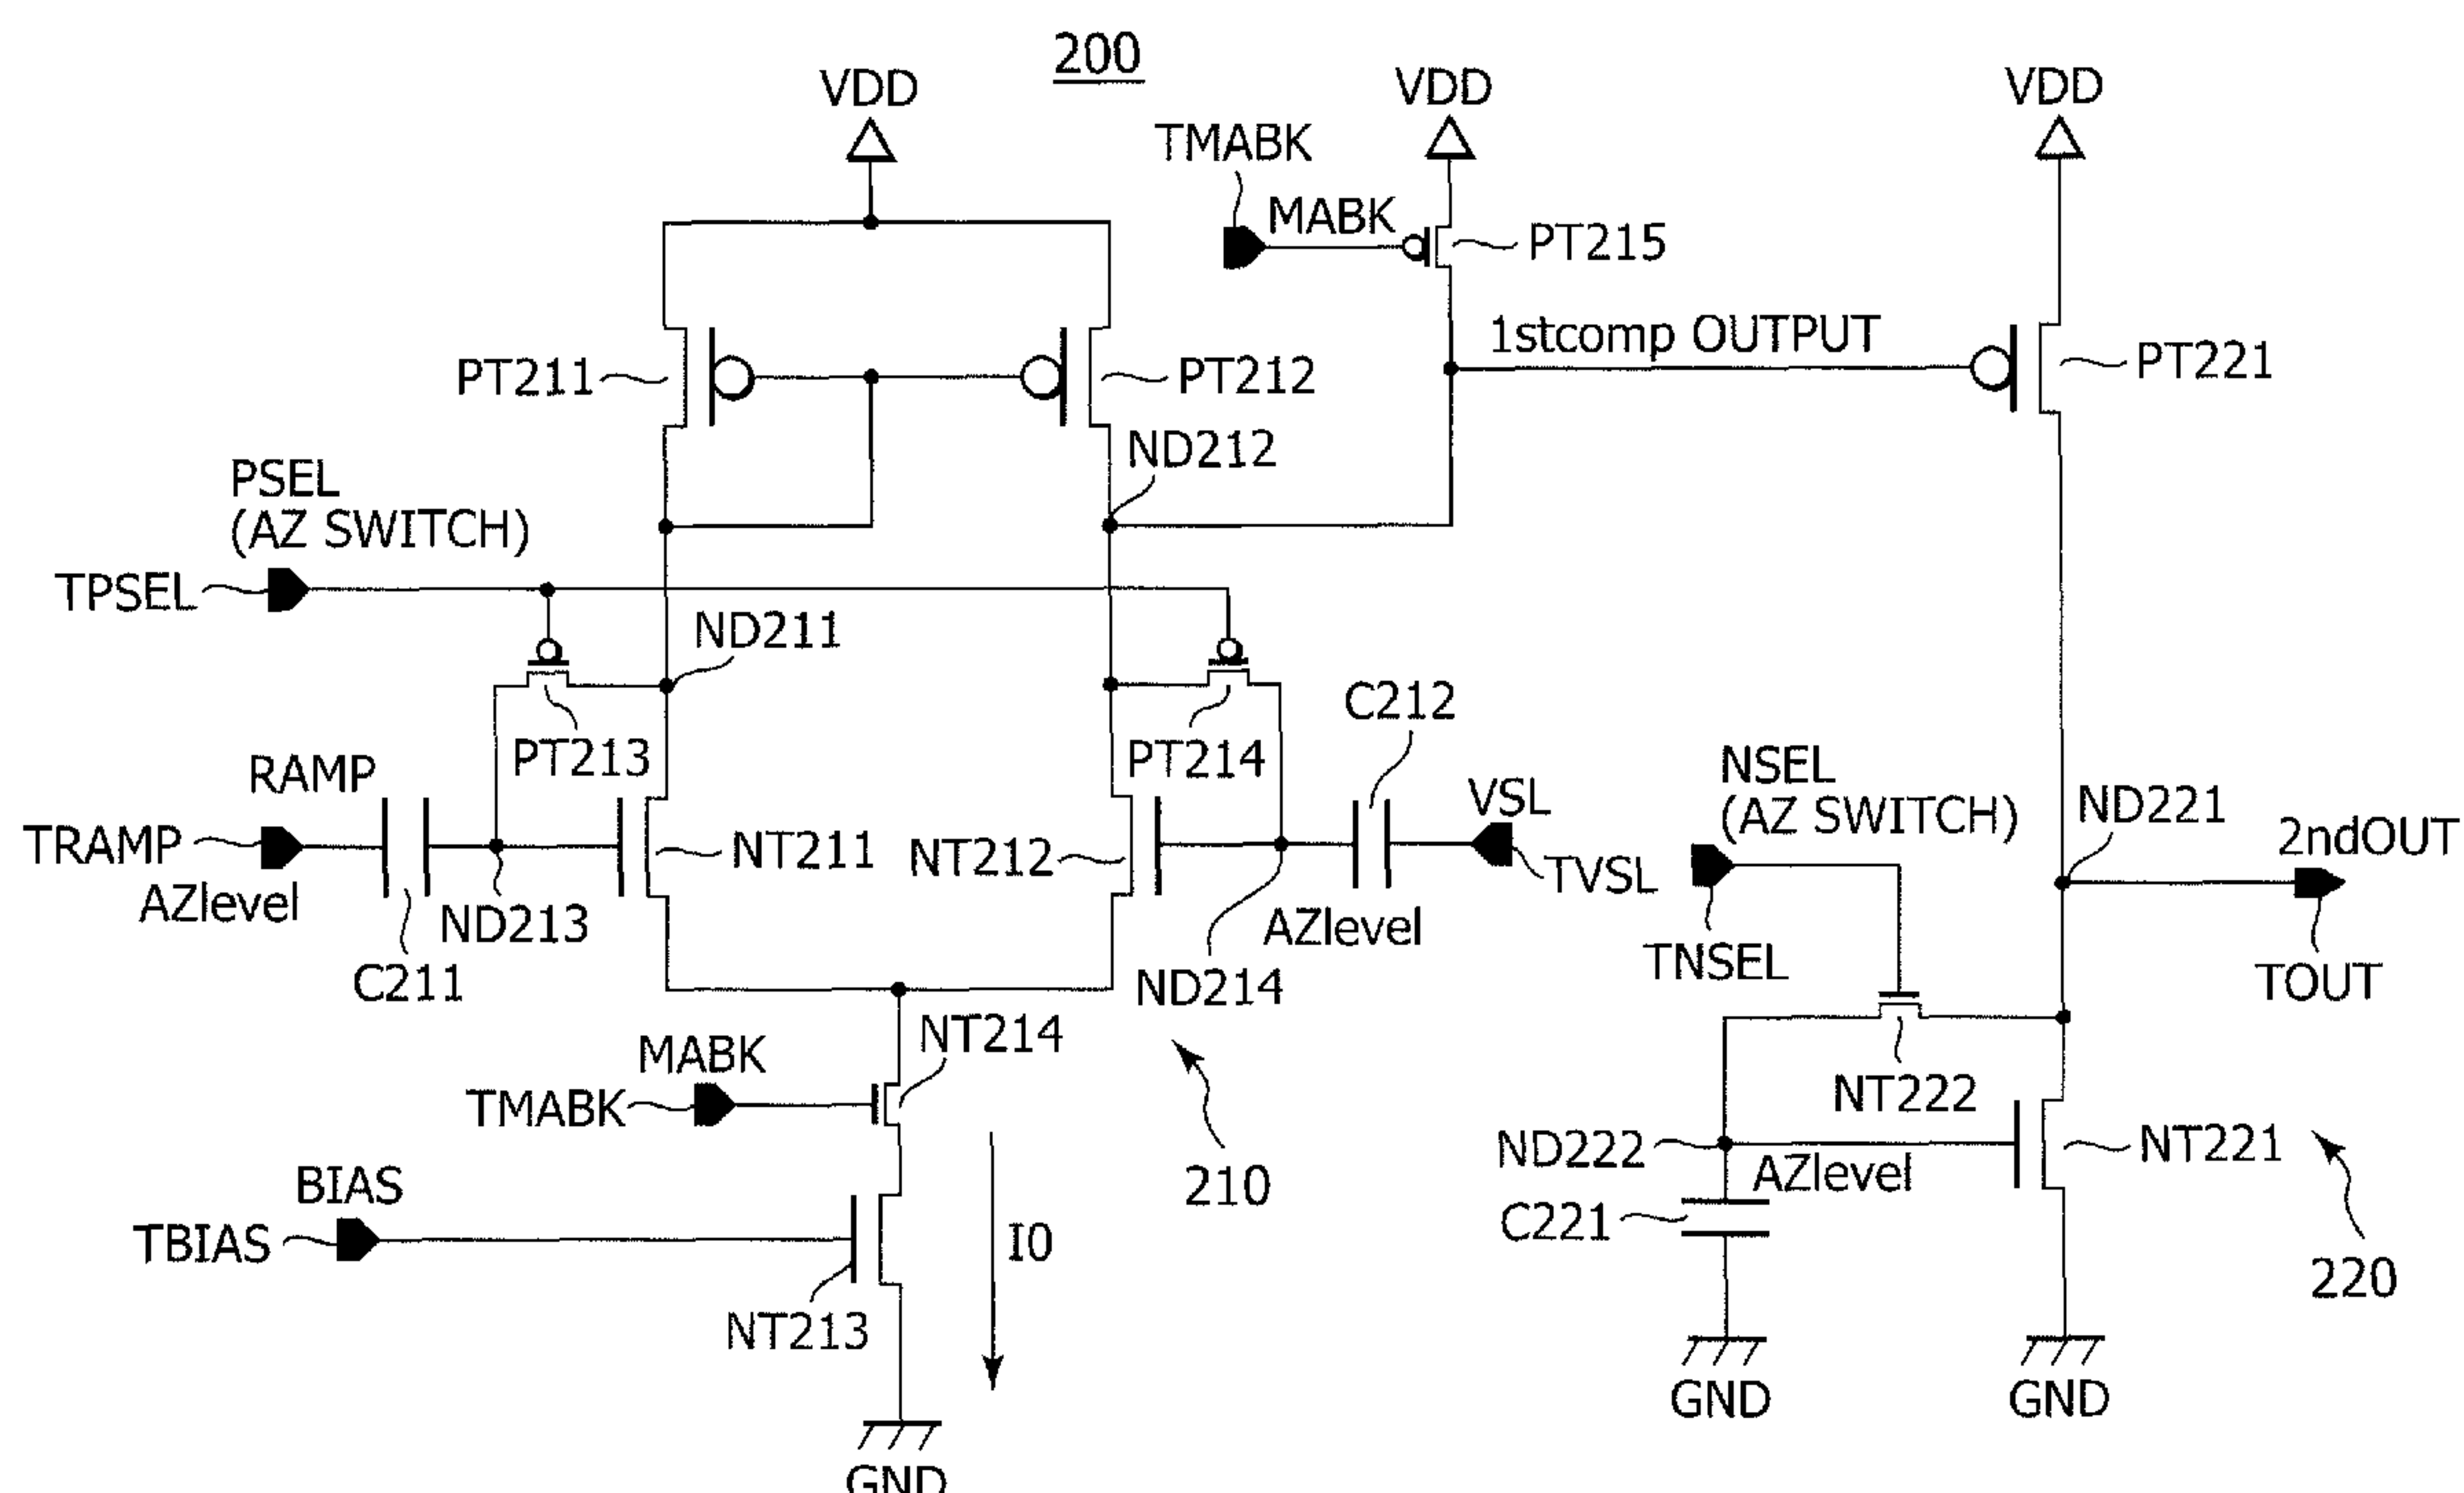 200
VDD
VDD
VDD
TMABK
MABK
PT215
1stcomp OUTPUT
PT211
PT212
PT221
ND212
PSEL
(AZ SWITCH)
TPSEL
ND211
PT213
PT214
C212
RAMP
TRAMP
AZlevel
C211
ND213
NT211
NT212
VSL
TVSL
AZlevel
ND214
NSEL
(AZ SWITCH)
TNSEL
ND221
2ndOUT
TOUT
NT214
MABK
TMABK
NT222
ND222
AZlevel
NT221
210
BIAS
TBIAS
I0
C221
220
NT213
GND
GND
GND